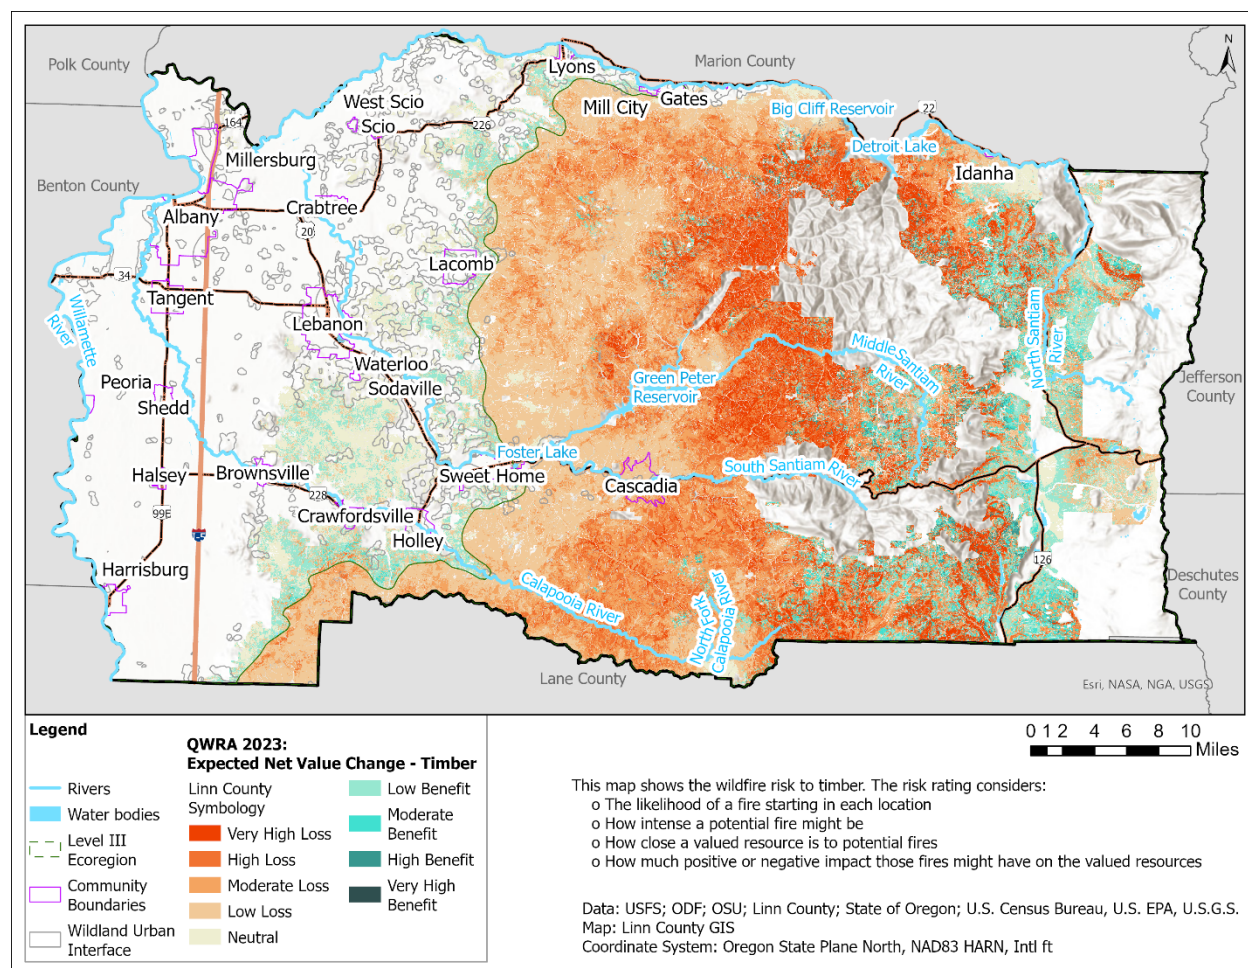 N
Polk County
Marion County
Lyons
West Scio
Scio
Mill City
Gates
Big Cliff Reservoir
22
226
164
Detroit Lake
Millersburg
Idanha
Benton County
Crabtree
Albany
20
Lacomb
34
Tangent
Willamette
River
Lebanon
Waterloo
Sodaville
Middle Santiam
River
North Santiam
River
Green Peter
Reservoir
Peoria
Shedd
Jefferson
County
Foster Lake
Halsey
Brownsville
Sweet Home
Cascadia
South Santiam River
228
99E
Crawfordsville
Holley
I-5
126
Harrisburg
Calapooia River
North Fork
Calapooia River
Deschutes
County
Lane County
Esri, NASA, NGA, USGS
Legend
Rivers
Water bodies
Level III
Ecoregion
Community
Boundaries
Wildland Urban
Interface
QWRA 2023:
Expected Net Value Change - Timber
Linn County
Symbology
Very High Loss
High Loss
Moderate Loss
Low Loss
Neutral
Low Benefit
Moderate
Benefit
High Benefit
Very High
Benefit
0 1 2 4 6 8 10
Miles
This map shows the wildfire risk to timber. The risk rating considers:
o The likelihood of a fire starting in each location
o How intense a potential fire might be
o How close a valued resource is to potential fires
o How much positive or negative impact those fires might have on the valued resources
Data: USFS; ODF; OSU; Linn County; State of Oregon; U.S. Census Bureau, U.S. EPA, U.S.G.S.
Map: Linn County GIS
Coordinate System: Oregon State Plane North, NAD83 HARN, Intl ft